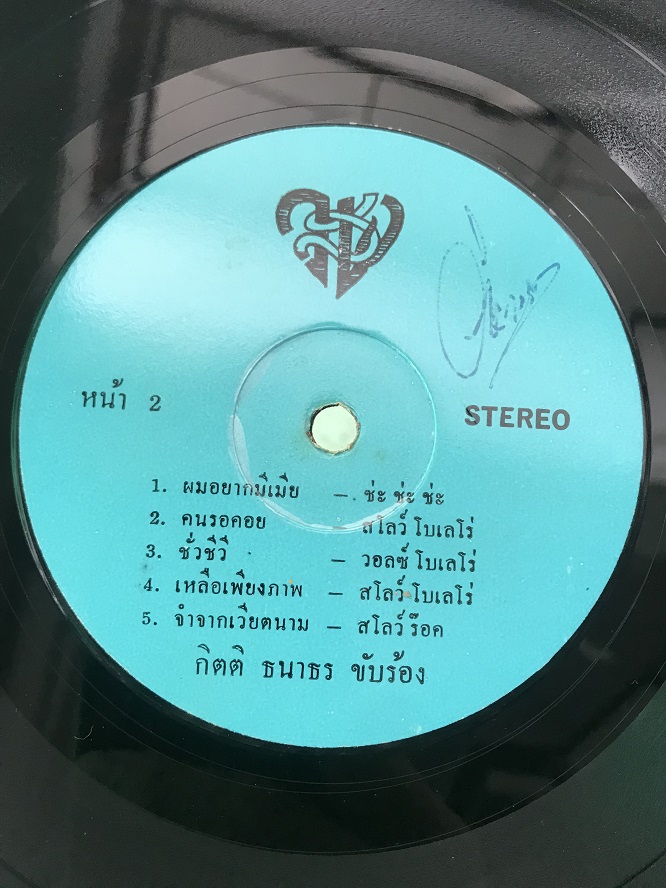 หน้า 2
STEREO
1. ผมอยากมีเมีย – ช่ะ ช่ะ ช่ะ
2. คนรอคอย – สโลว์ โบเลโร่
3. ชั่วชีวี – วอลซ์ โบเลโร่
4. เหลือเพียงภาพ – สโลว์ โบเลโร่
5. จำจากเวียตนาม – สโลว์ ร๊อค
กิตติ ธนาธร ขับร้อง